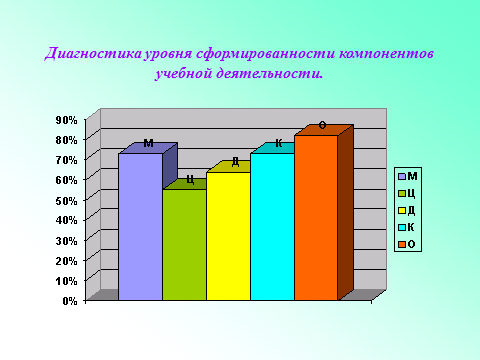 Диагностика уровня сформированности компонентов
учебной деятельности.
90%
80%
70%
60%
50%
40%
30%
20%
10%
0%
М
Ц
Д
К
О
М
Ц
Д
К
О